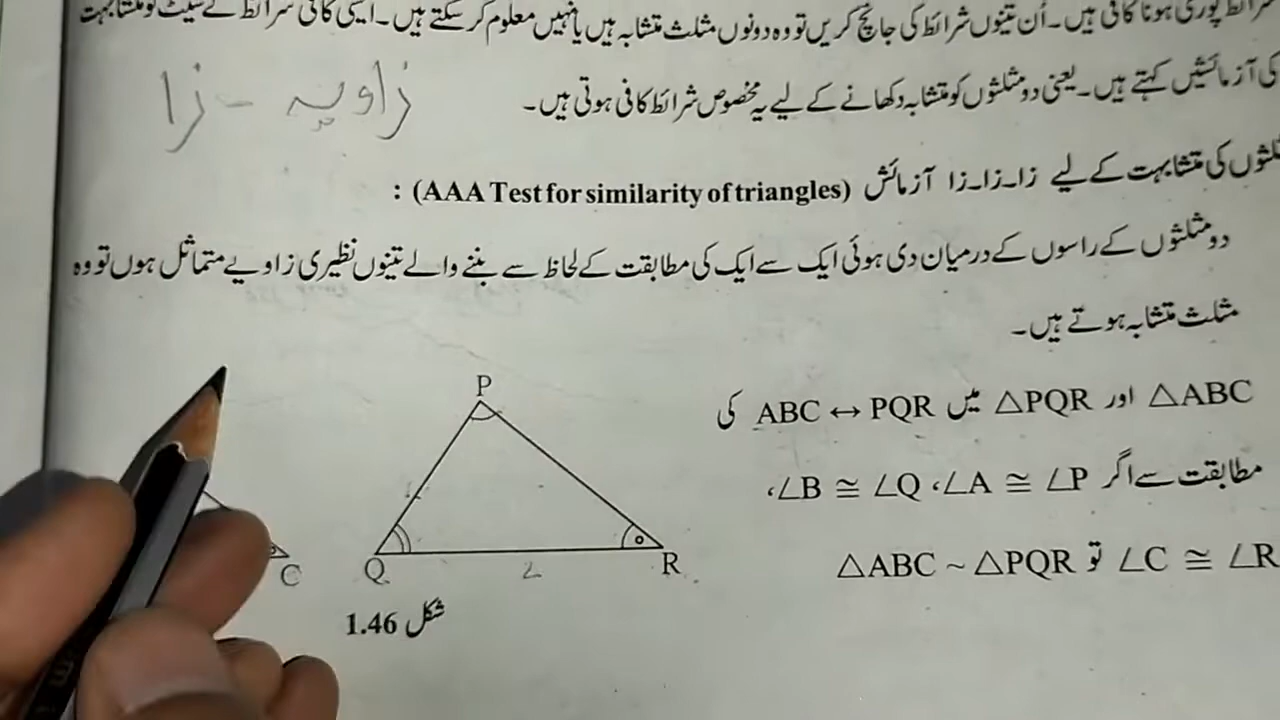 شرائط پوری ہونا کافی ہیں۔ اُن تینوں شرائط کی جانچ کریں تو وہ دونوں مثلث متشابہ ہیں یا نہیں معلوم کر سکتے ہیں۔ ایسی کافی شرائط کے سیٹ کو متشابہت
کی آزمائشیں کہتے ہیں۔ یعنی دو مثلثوں کو متشابہ دکھانے کے لیے یہ مخصوص شرائط کافی ہوتی ہیں۔
زاویہ - زا
مثلثوں کی متشابہت کے لیے زا۔زا۔زا آزمائش (AAA Test for similarity of triangles) :
دو مثلثوں کے راسوں کے درمیان دی ہوئی ایک سے ایک کی مطابقت کے لحاظ سے بننے والے تینوں نظیری زاویے متماثل ہوں تو وہ
مثلث متشابہ ہوتے ہیں۔
△ABC اور △PQR میں ABC ↔ PQR کی
مطابقت سے اگر ∠A ≅ ∠P، ∠B ≅ ∠Q،
∠C ≅ ∠R تو △ABC ~ △PQR
P
Q
R
C
شکل 1.46